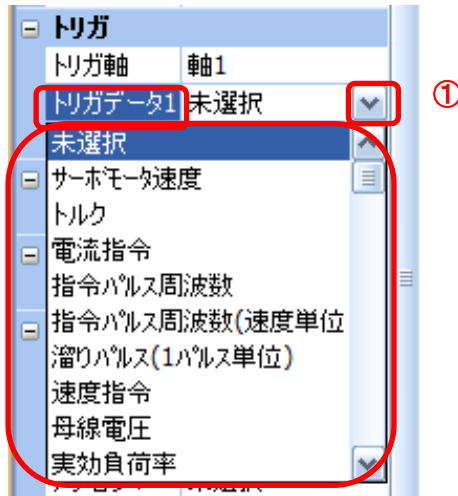 トリガ
トリガ軸 軸1
トリガデータ1 未選択 ①
未選択
サーボモータ速度
トルク
電流指令
指令パルス周波数
指令パルス周波数(速度単位
溜りパルス(1パルス単位)
速度指令
母線電圧
実効負荷率